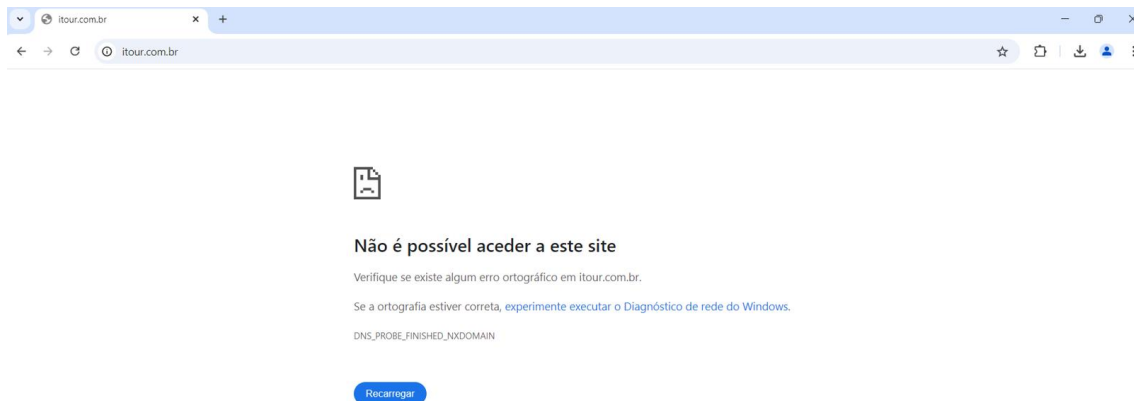 itour.com.br
itour.com.br
Não é possível aceder a este site
Verifique se existe algum erro ortográfico em itour.com.br.
Se a ortografia estiver correta, experimente executar o Diagnóstico de rede do Windows.
DNS_PROBE_FINISHED_NXDOMAIN
Recarregar